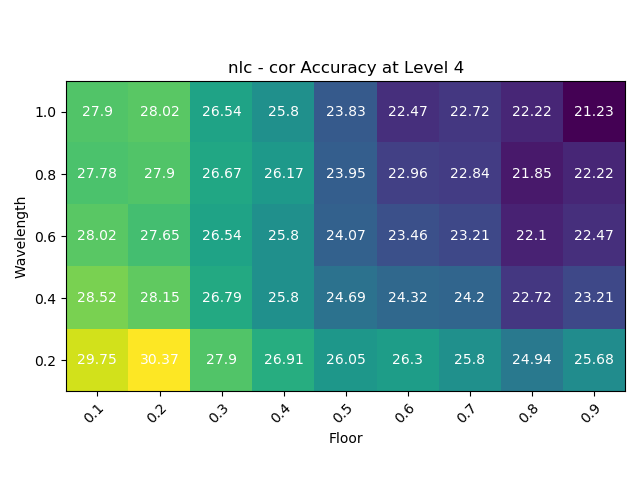 nlc - cor Accuracy at Level 4
Wavelength
1.0 27.9 28.02 26.54 25.8 23.83 22.47 22.72 22.22 21.23
0.8 27.78 27.9 26.67 26.17 23.95 22.96 22.84 21.85 22.22
0.6 28.02 27.65 26.54 25.8 24.07 23.46 23.21 22.1 22.47
0.4 28.52 28.15 26.79 25.8 24.69 24.32 24.2 22.72 23.21
0.2 29.75 30.37 27.9 26.91 26.05 26.3 25.8 24.94 25.68
0.1 0.2 0.3 0.4 0.5 0.6 0.7 0.8 0.9
Floor